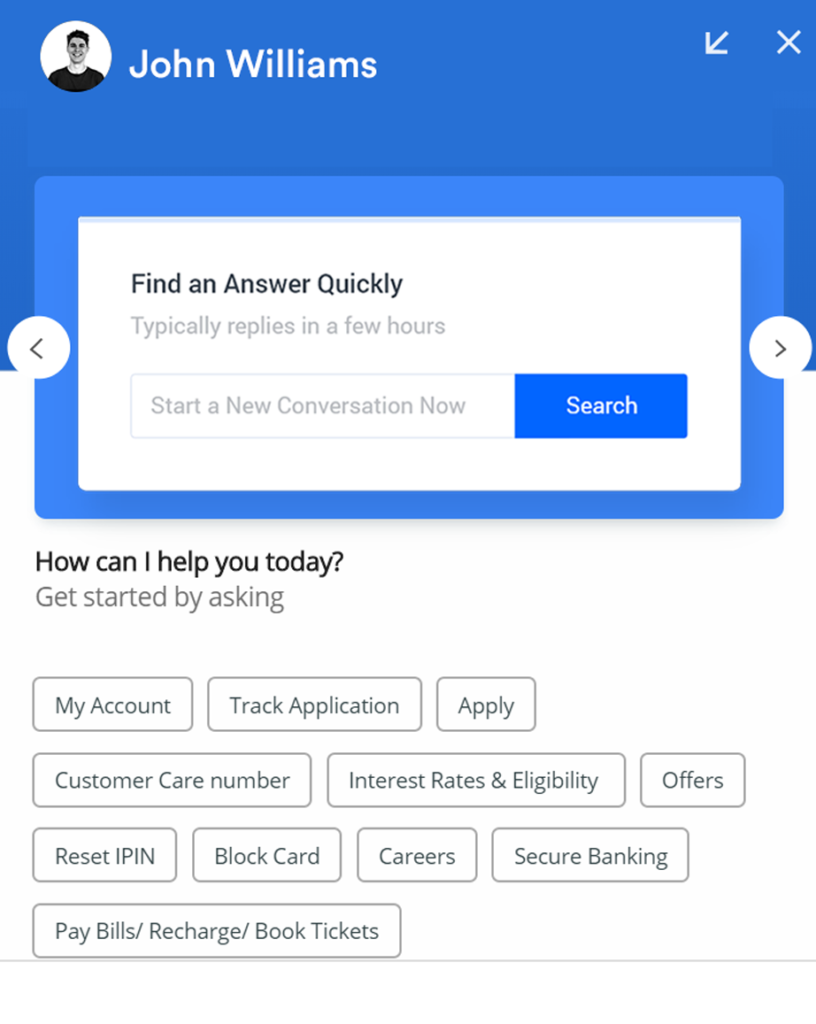 John Williams
Find an Answer Quickly
Typically replies in a few hours
Start a New Conversation Now
Search
How can I help you today?
Get started by asking
My Account
Track Application
Apply
Customer Care number
Interest Rates & Eligibility
Offers
Reset IPIN
Block Card
Careers
Secure Banking
Pay Bills/ Recharge/ Book Tickets